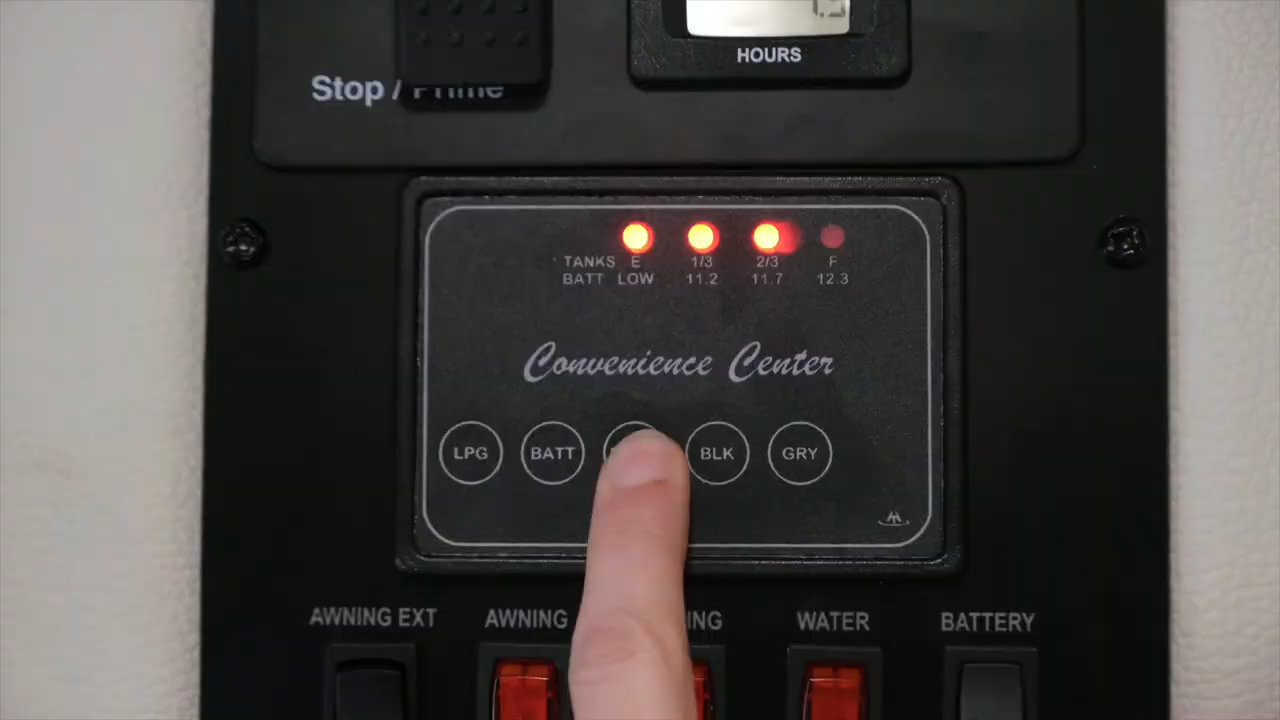 HOURS
Stop / Prime
TANKS E 1/3 2/3 F
BATT LOW 11.2 11.7 12.3
Convenience Center
LPG BATT BLK GRY
AWNING EXT AWNING WATER BATTERY